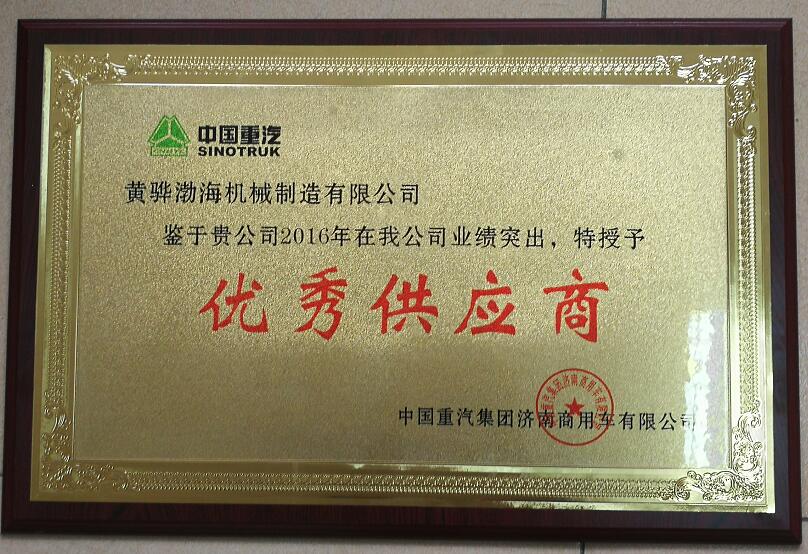 中国重汽
SINOTRUK
黄骅渤海机械制造有限公司
鉴于贵公司2016年在我公司业绩突出，特授予
优秀供应商
中国重汽集团济南商用车有限公司